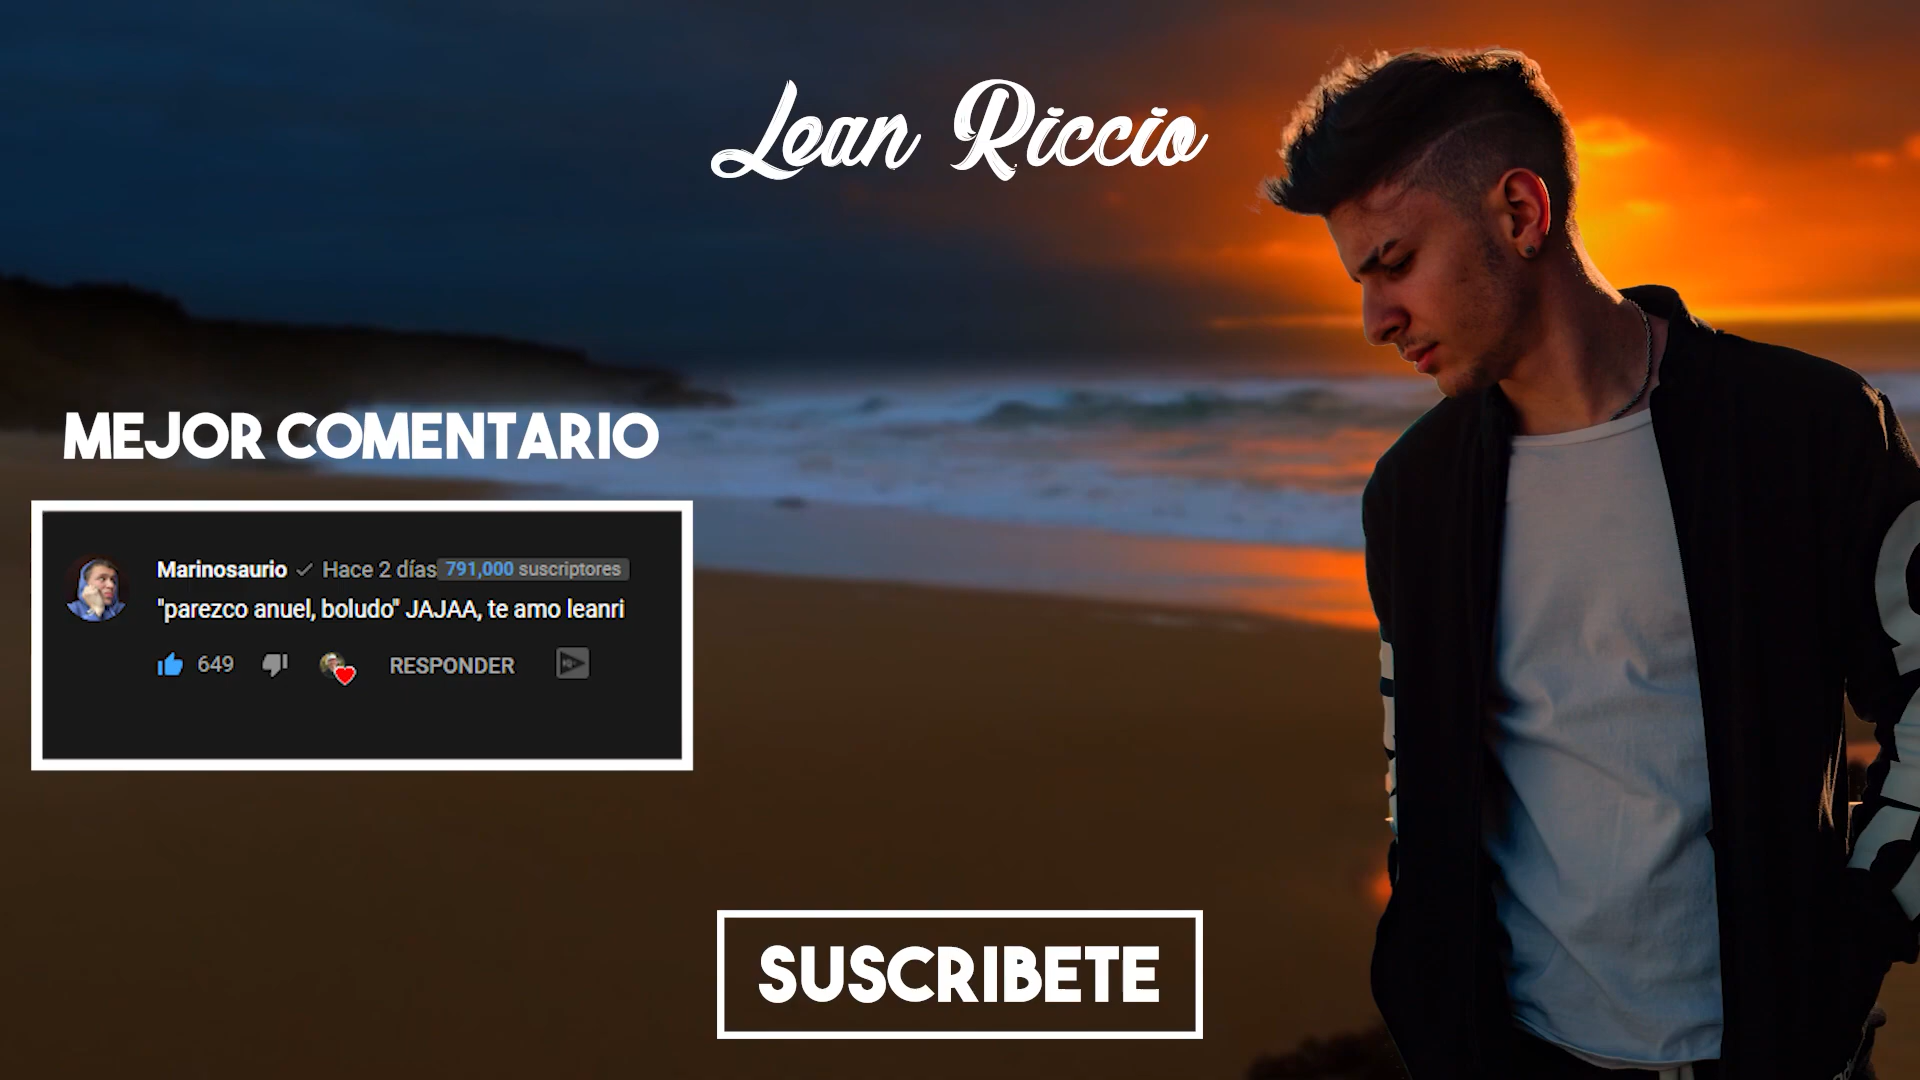 Lean Riccio
MEJOR COMENTARIO
Marinosaurio ✓ Hace 2 días 791,000 suscriptores
"parezco anuel, boludo" JAJAA, te amo leanri
649 RESPONDER
SUSCRIBETE